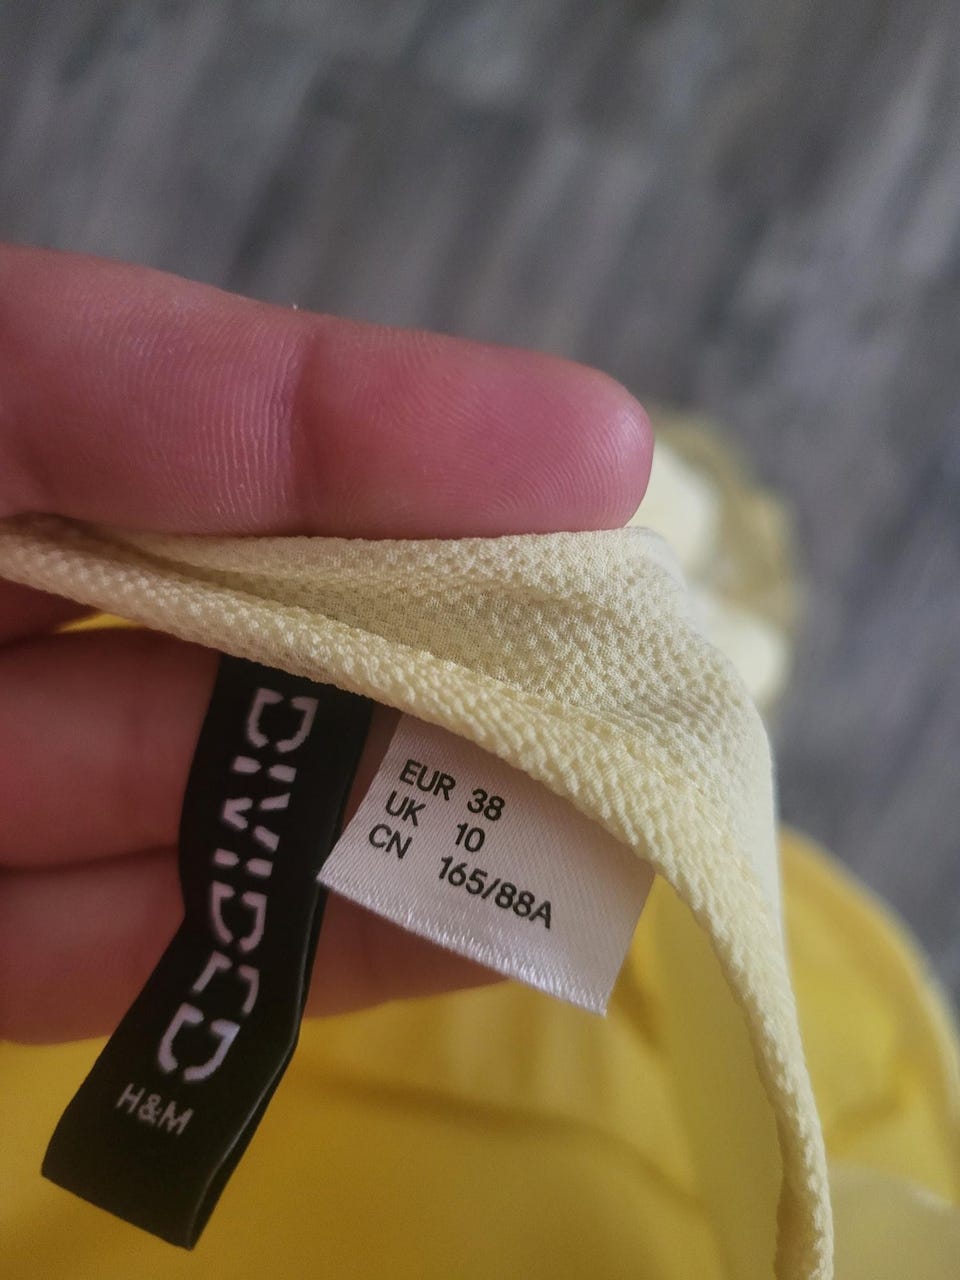 DIVIDED
H&M
EUR 38
UK 10
CN 165/88A